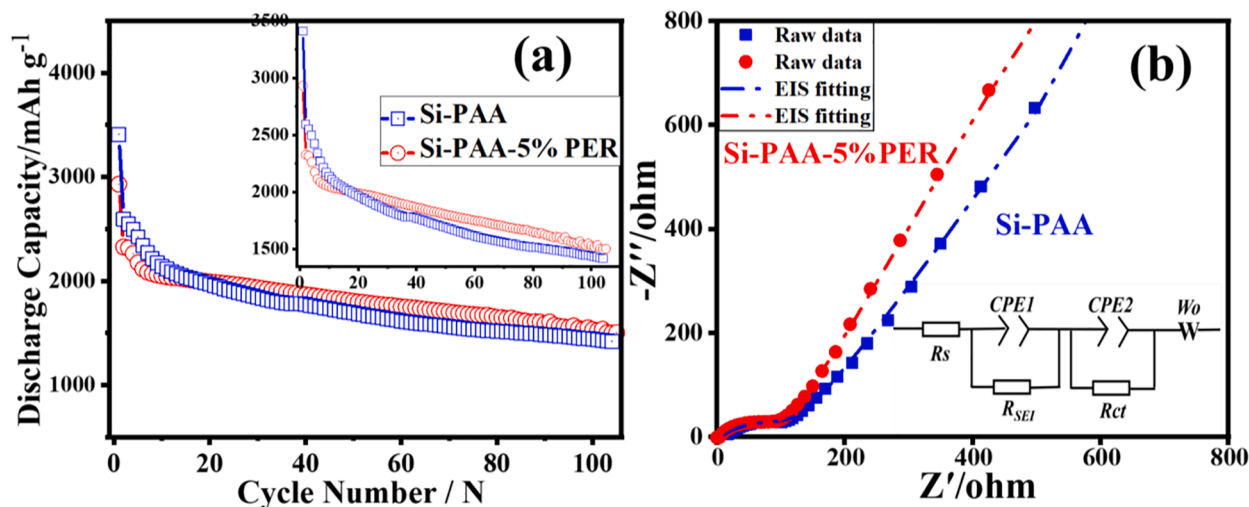 (a)
Discharge Capacity/mAh g⁻¹
4000
3000
2000
1000
0
20
40
60
80
100
Cycle Number / N
3500
3000
2500
2000
1500
0
20
40
60
80
100
Si-PAA
Si-PAA-5% PER
(b)
-Z''/ohm
800
600
400
200
0
0
200
400
600
800
Z'/ohm
Raw data
Raw data
EIS fitting
EIS fitting
Si-PAA-5%PER
Si-PAA
CPE1
CPE2
Wo
W
Rs
R_SEI
Rct